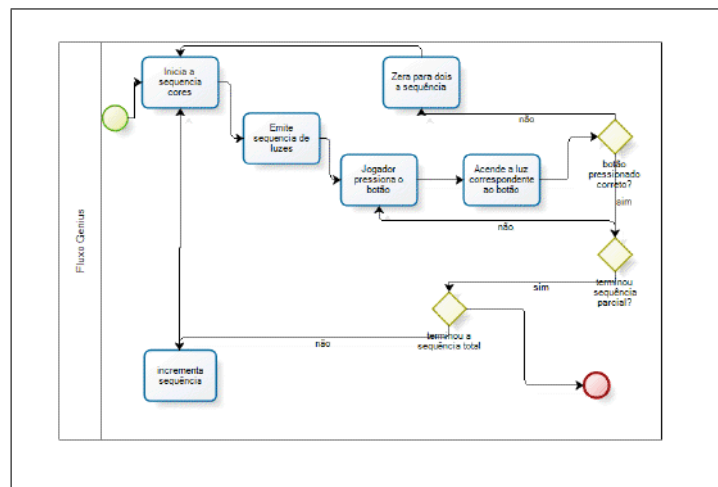 Fluxo Genius
Inicia a
sequencia
cores
Zera para dois
a sequência
Emite
sequencia de
luzes
Jogador
pressiona o
botão
Acende a luz
correspondente
ao botão
não
botão
pressionado
correto?
sim
não
terminou
sequência
parcial?
sim
terminou a
sequência total
não
incrementa
sequência